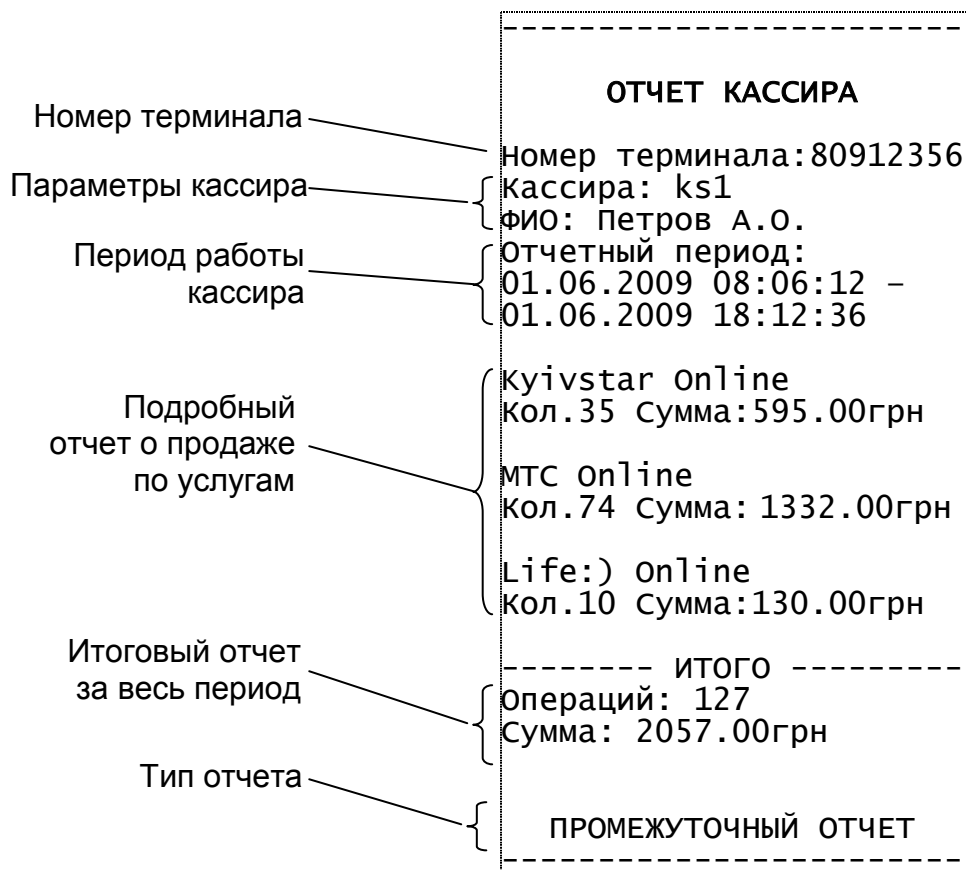 Номер терминала
Параметры кассира
Период работы
кассира
Подробный
отчет о продаже
по услугам
Итоговый отчет
за весь период
Тип отчета
---------------------------
ОТЧЕТ КАССИРА
Номер терминала:80912356
Кассира: ks1
ФИО: Петров А.О.
Отчетный период:
01.06.2009 08:06:12 –
01.06.2009 18:12:36
Kyivstar Online
Кол.35 Сумма:595.00грн
МТС Online
Кол.74 Сумма: 1332.00грн
Life:) Online
Кол.10 Сумма:130.00грн
-------- ИТОГО ---------
Операций: 127
Сумма: 2057.00грн
ПРОМЕЖУТОЧНЫЙ ОТЧЕТ
---------------------------